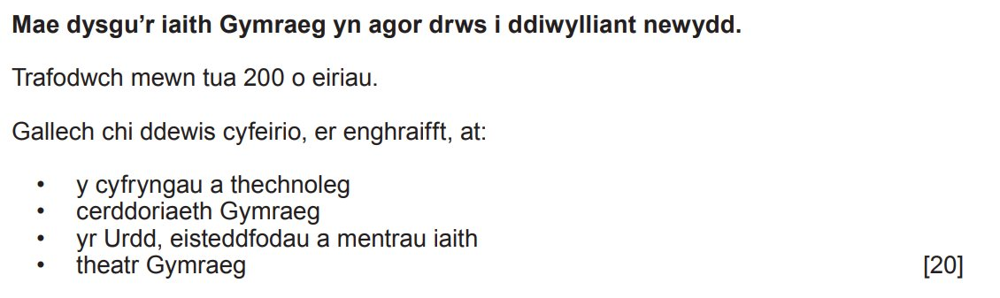 Mae dysgu’r iaith Gymraeg yn agor drws i ddiwylliant newydd.
Trafodwch mewn tua 200 o eiriau.
Gallech chi ddewis cyfeirio, er enghraifft, at:
• y cyfryngau a thechnoleg
• cerddoriaeth Gymraeg
• yr Urdd, eisteddfodau a mentrau iaith
• theatr Gymraeg [20]